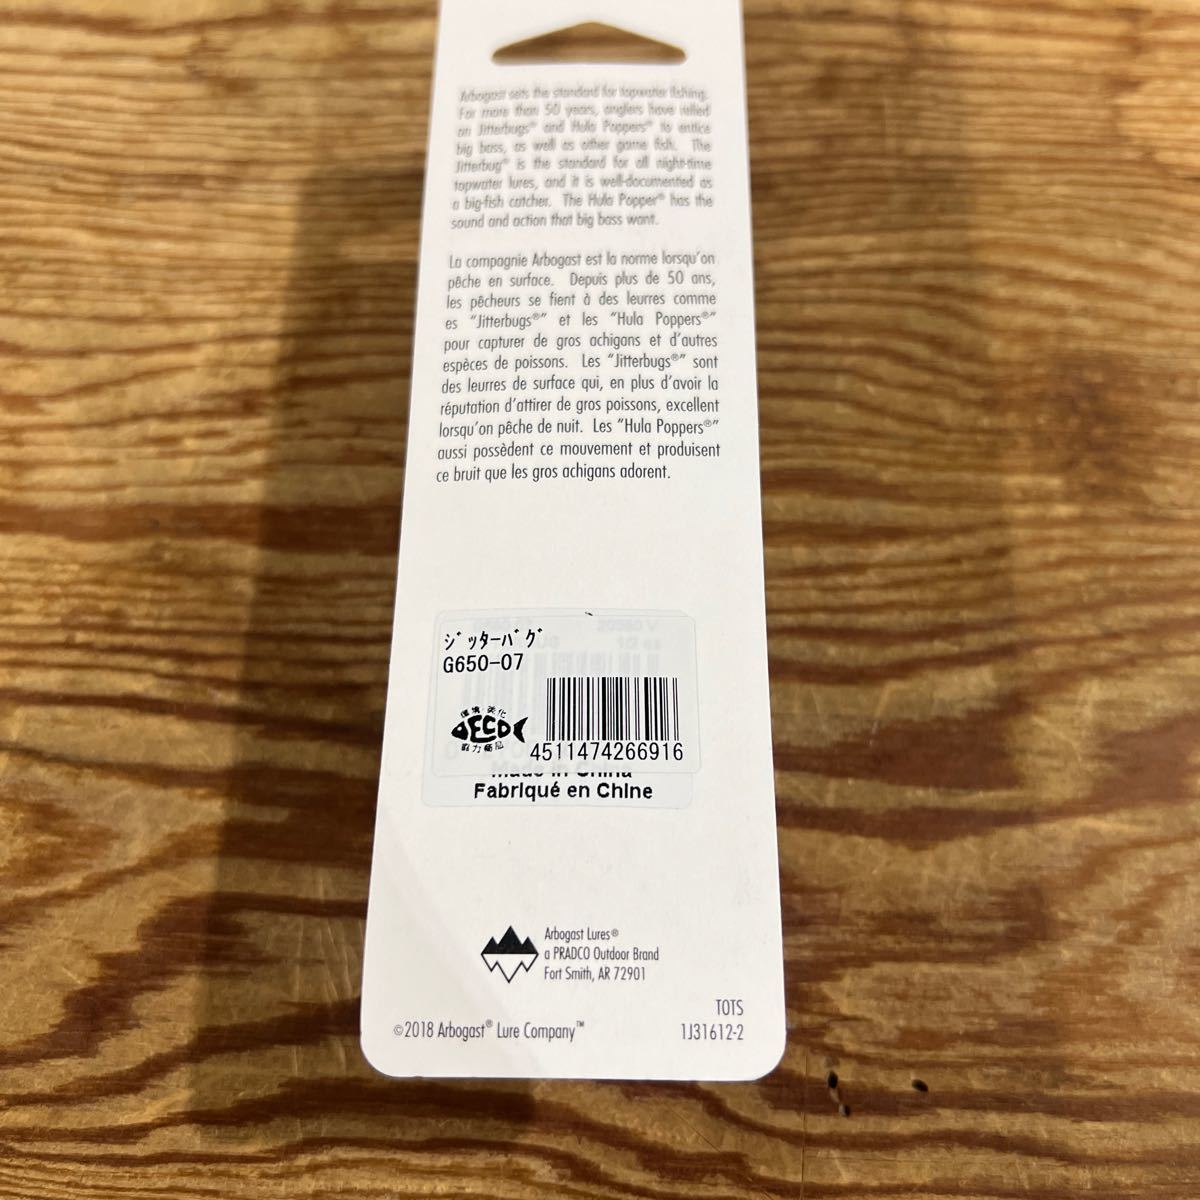 Arbogast sets the standard for topwater fishing.
For more than 50 years, anglers have relied
on Jitterbugs® and Hula Poppers® to entice
big bass, as well as other game fish. The
Jitterbug® is the standard for all night-time
topwater lures, and it is well-documented as
a big-fish catcher. The Hula Popper® has the
sound and action that big bass want.
La compagnie Arbogast est la norme lorsqu'on
pêche en surface. Depuis plus de 50 ans,
les pêcheurs se fient à des leurres comme
es "Jitterbugs®" et les "Hula Poppers®"
pour capturer de gros achigans et d'autres
espèces de poissons. Les "Jitterbugs®" sont
des leurres de surface qui, en plus d'avoir la
réputation d'attirer de gros poissons, excellent
lorsqu'on pêche de nuit. Les "Hula Poppers®"
aussi possèdent ce mouvement et produisent
ce bruit que les gros achigans adorent.
ジッターバグ
G650-07
環境・美化
ECO
協力商品
4511474266916
Made in China
Fabriqué en Chine
Arbogast Lures®
a PRADCO Outdoor Brand
Fort Smith, AR 72901
TOTS
©2018 Arbogast® Lure Company™
1J31612-2